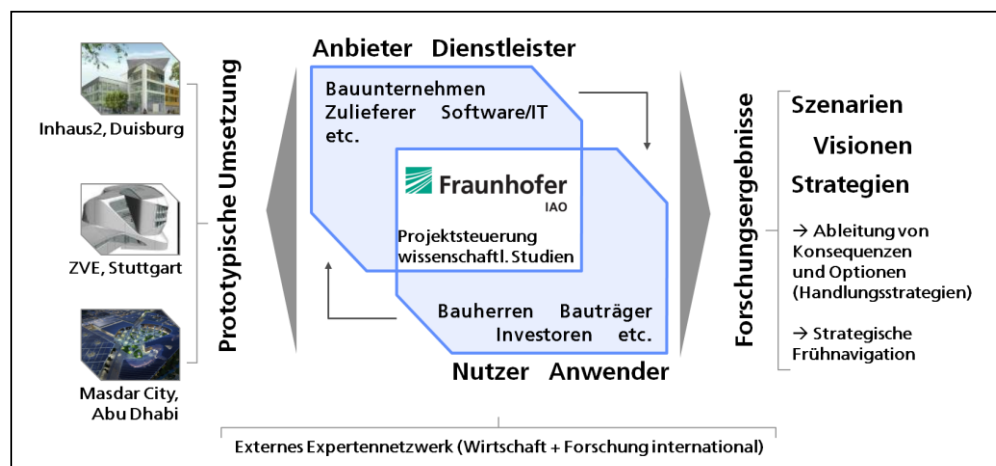 Inhaus2, Duisburg
ZVE, Stuttgart
Masdar City,
Abu Dhabi
Prototypische Umsetzung
Anbieter Dienstleister
Bauunternehmen
Zulieferer Software/IT
etc.
Fraunhofer
IAO
Projektsteuerung
wissenschaftl. Studien
Bauherren Bauträger
Investoren etc.
Nutzer Anwender
Forschungsergebnisse
Szenarien
Visionen
Strategien
→ Ableitung von
Konsequenzen
und Optionen
(Handlungsstrategien)
→ Strategische
Frühnavigation
Externes Expertennetzwerk (Wirtschaft + Forschung international)